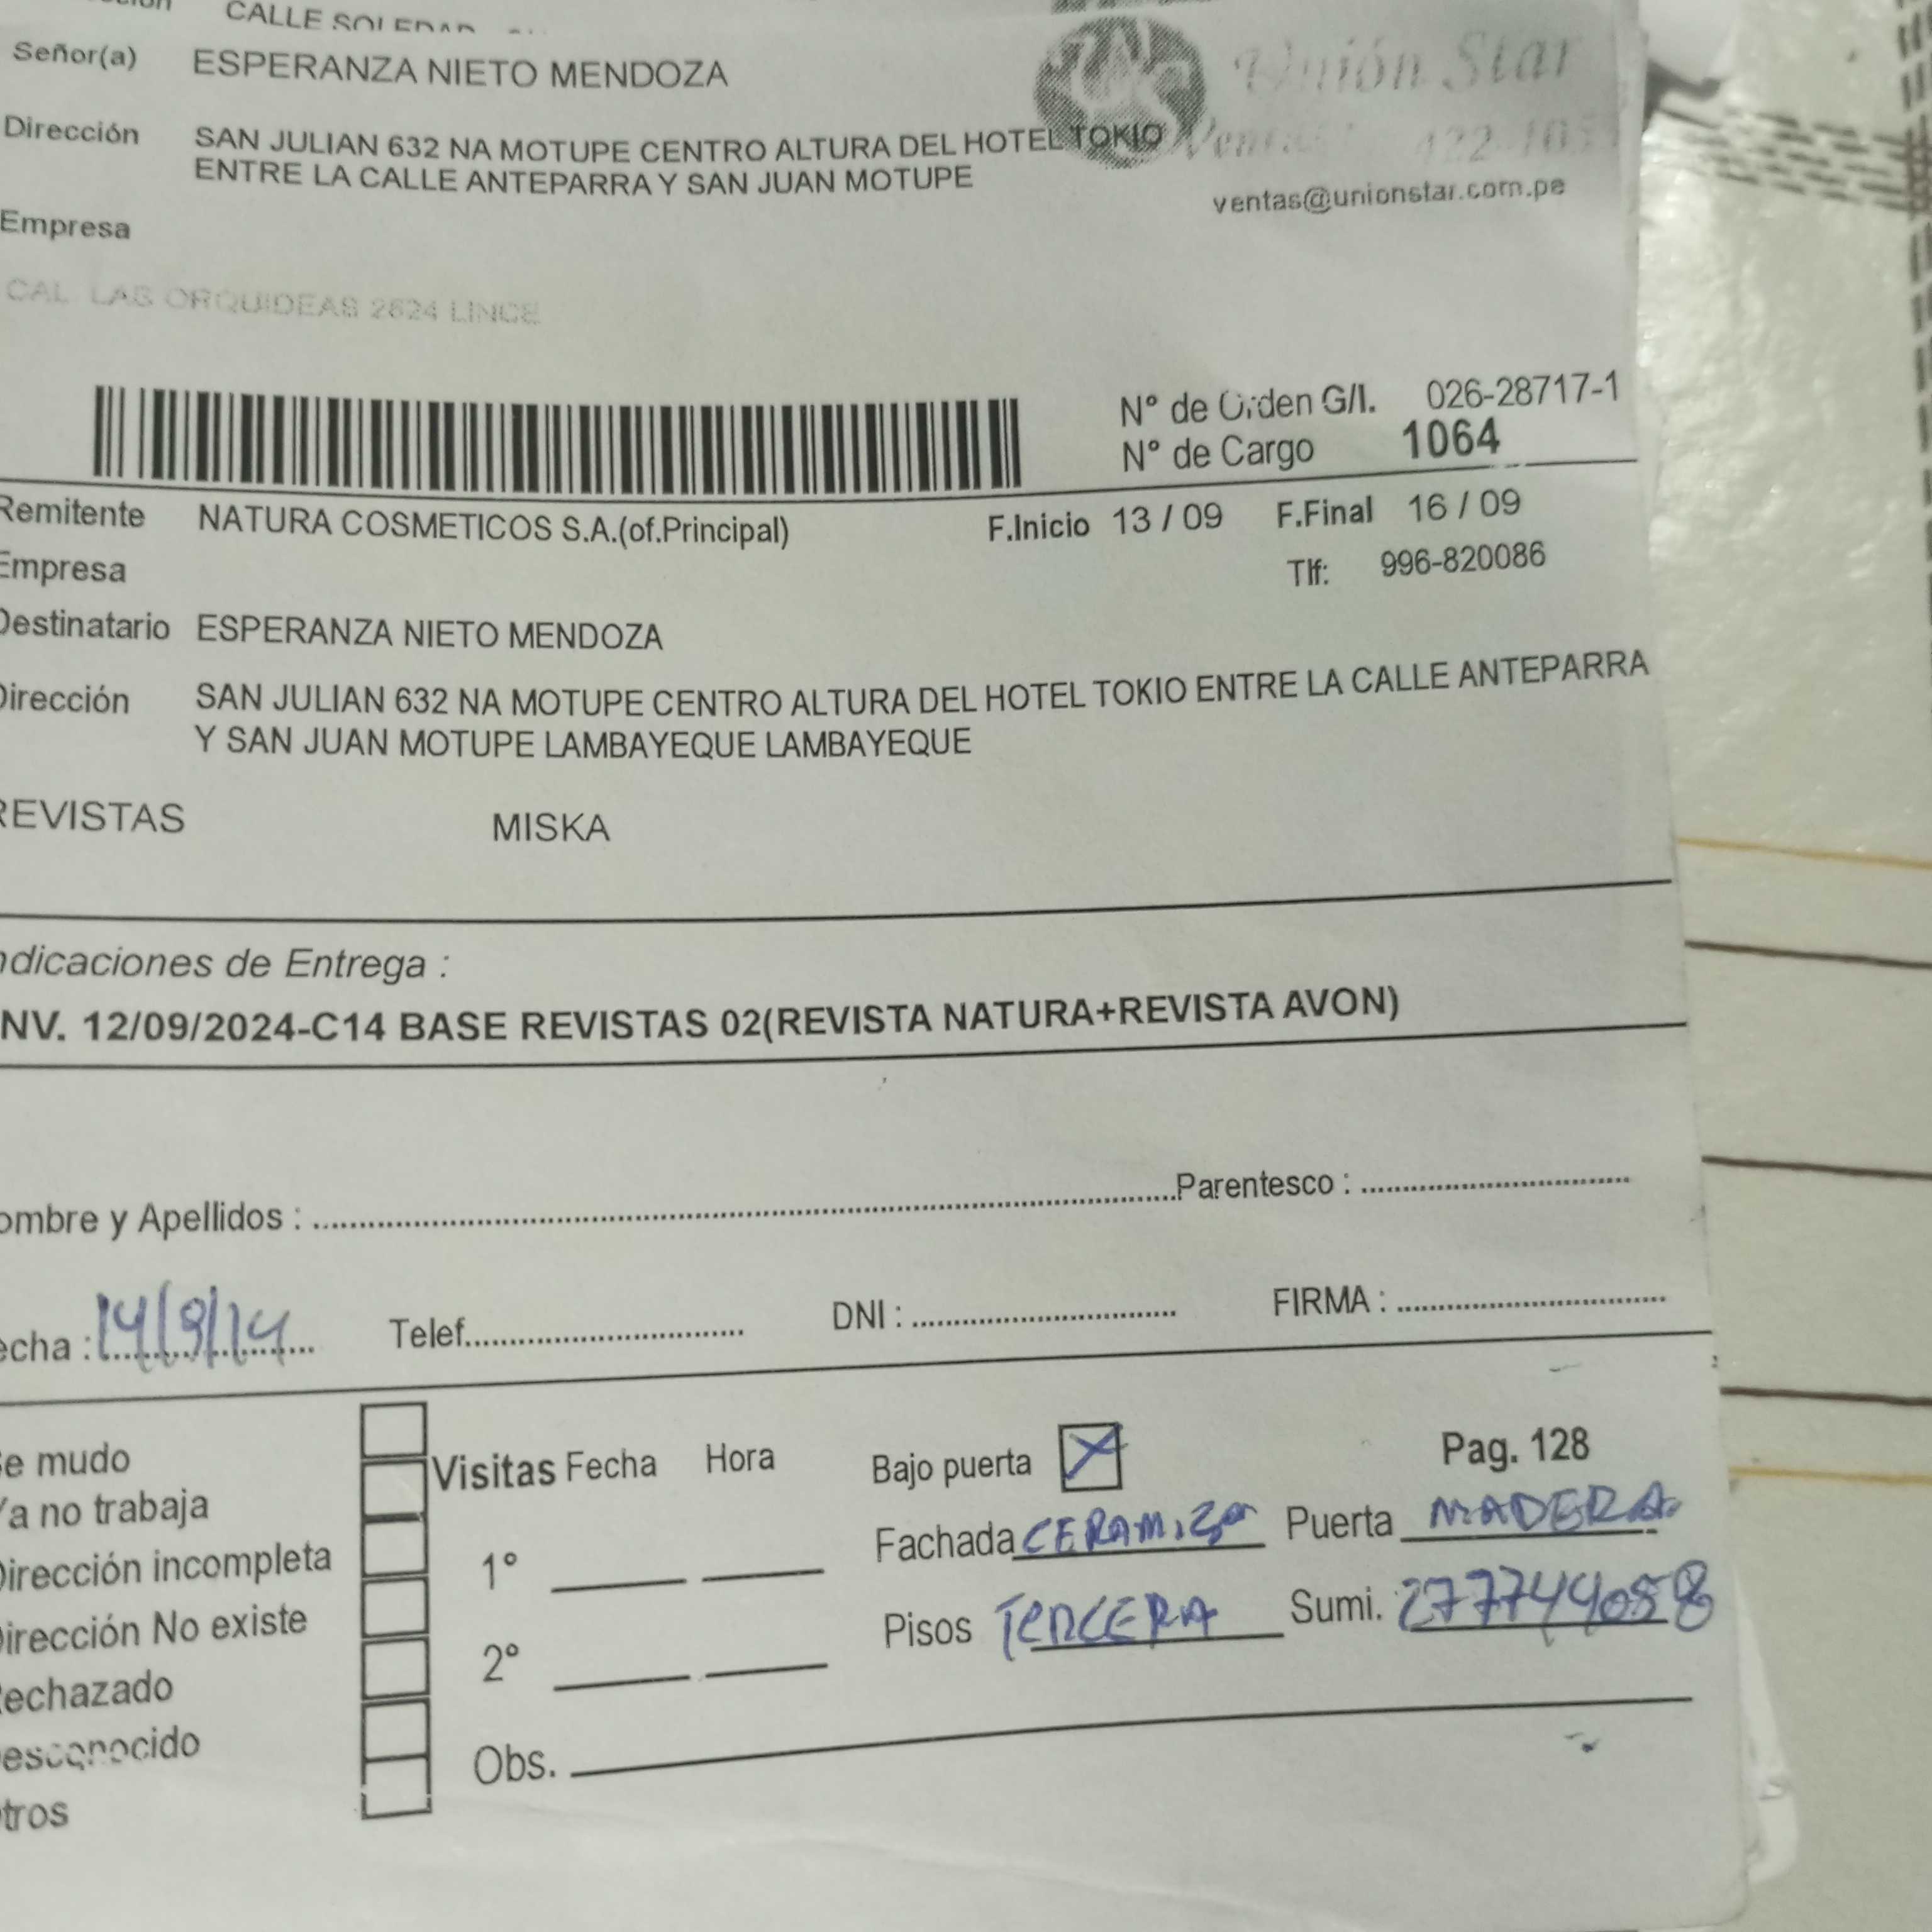 CALLE SOLEDAD
Señor(a) ESPERANZA NIETO MENDOZA
Unión Star
Dirección SAN JULIAN 632 NA MOTUPE CENTRO ALTURA DEL HOTEL TOKIO
ENTRE LA CALLE ANTEPARRA Y SAN JUAN MOTUPE
ventas@unionstar.com.pe
Empresa
CAL LAS ORQUIDEAS 2624 LINCE
N° de Orden G/I. 026-28717-1
N° de Cargo 1064
Remitente NATURA COSMETICOS S.A.(of.Principal) F.Inicio 13 / 09 F.Final 16 / 09
Empresa Tlf: 996-820086
Destinatario ESPERANZA NIETO MENDOZA
Dirección SAN JULIAN 632 NA MOTUPE CENTRO ALTURA DEL HOTEL TOKIO ENTRE LA CALLE ANTEPARRA
Y SAN JUAN MOTUPE LAMBAYEQUE LAMBAYEQUE
REVISTAS MISKA
ndicaciones de Entrega :
NV. 12/09/2024-C14 BASE REVISTAS 02(REVISTA NATURA+REVISTA AVON)
ombre y Apellidos : Parentesco :
echa : 14/9/14 Telef. DNI : FIRMA :
e mudo Visitas Fecha Hora Bajo puerta X Pag. 128
Ya no trabaja
Fachada Puerta MADERA
Dirección incompleta 1°
Dirección No existe Pisos TERCERA Sumi. 277744058
echazado 2°
esconocido Obs.
tros